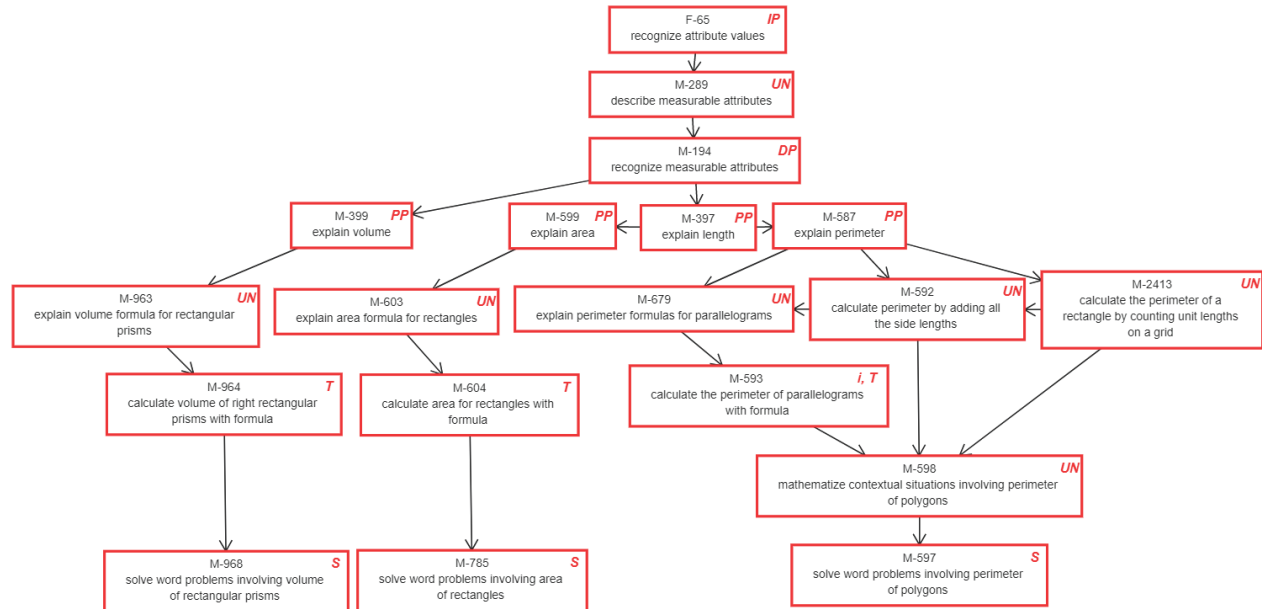 F-65 IP
recognize attribute values
M-289 UN
describe measurable attributes
M-194 DP
recognize measurable attributes
M-399 PP
explain volume
M-599 PP
explain area
M-397 PP
explain length
M-587 PP
explain perimeter
M-963 UN
explain volume formula for rectangular
prisms
M-603 UN
explain area formula for rectangles
M-679 UN
explain perimeter formulas for parallelograms
M-592 UN
calculate perimeter by adding all
the side lengths
M-2413 UN
calculate the perimeter of a
rectangle by counting unit lengths
on a grid
M-964 T
calculate volume of right rectangular
prisms with formula
M-604 T
calculate area for rectangles with
formula
M-593 i, T
calculate the perimeter of parallelograms
with formula
M-598 UN
mathematize contextual situations involving perimeter
of polygons
M-968 S
solve word problems involving volume
of rectangular prisms
M-785 S
solve word problems involving area
of rectangles
M-597 S
solve word problems involving perimeter
of polygons